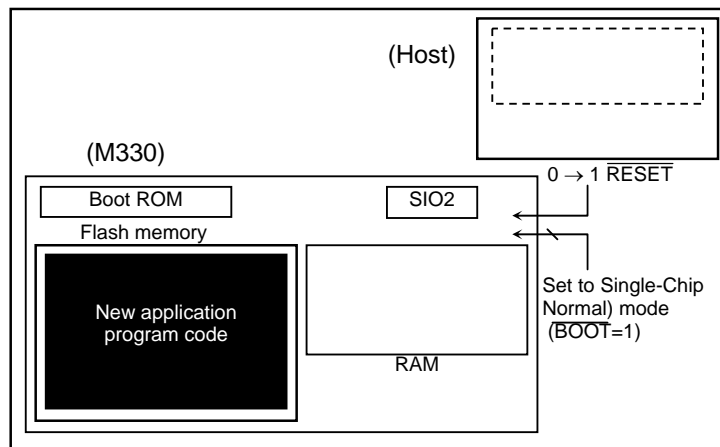 (Host)
(M330)
0 → 1 RESET
Boot ROM
SIO2
Flash memory
New application
program code
Set to Single-Chip
Normal) mode
(BOOT=1)
RAM